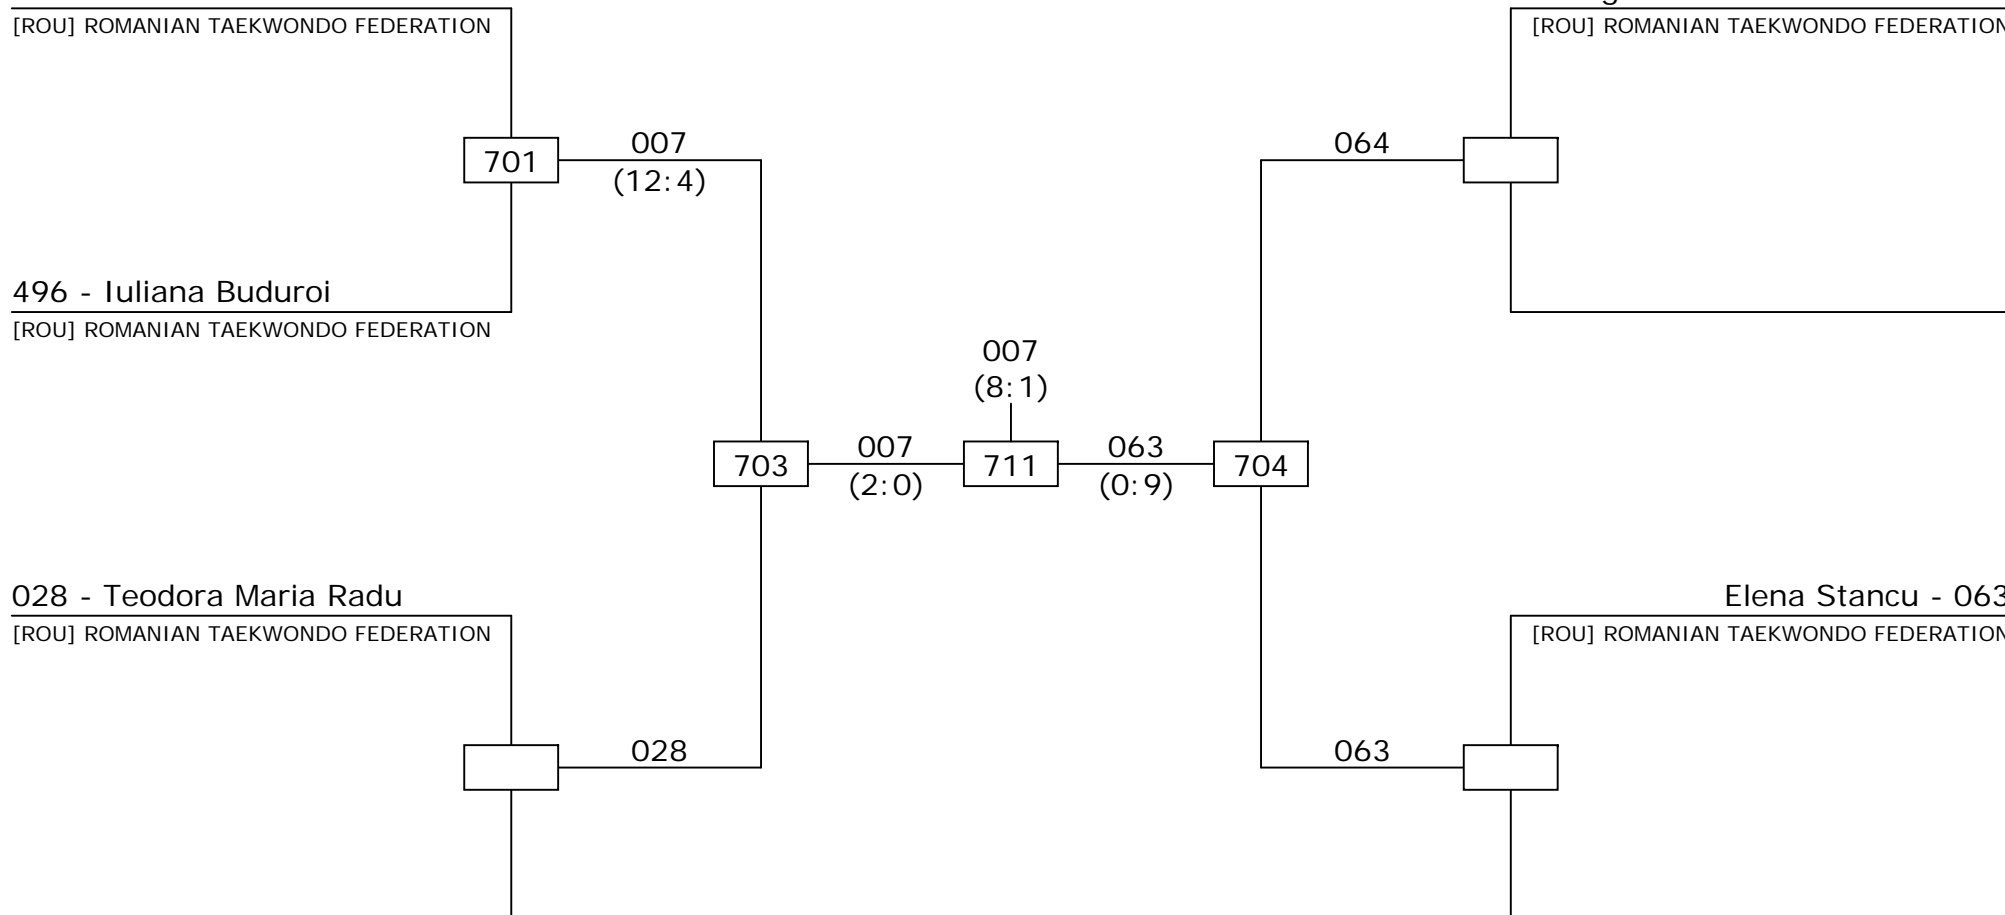 [ROU] ROMANIAN TAEKWONDO FEDERATION
[ROU] ROMANIAN TAEKWONDO FEDERATION
701
007
(12:4)
064
496 - Iuliana Buduroi
[ROU] ROMANIAN TAEKWONDO FEDERATION
007
(8:1)
703
007
(2:0)
711
063
(0:9)
704
028 - Teodora Maria Radu
[ROU] ROMANIAN TAEKWONDO FEDERATION
Elena Stancu - 063
[ROU] ROMANIAN TAEKWONDO FEDERATION
028
063